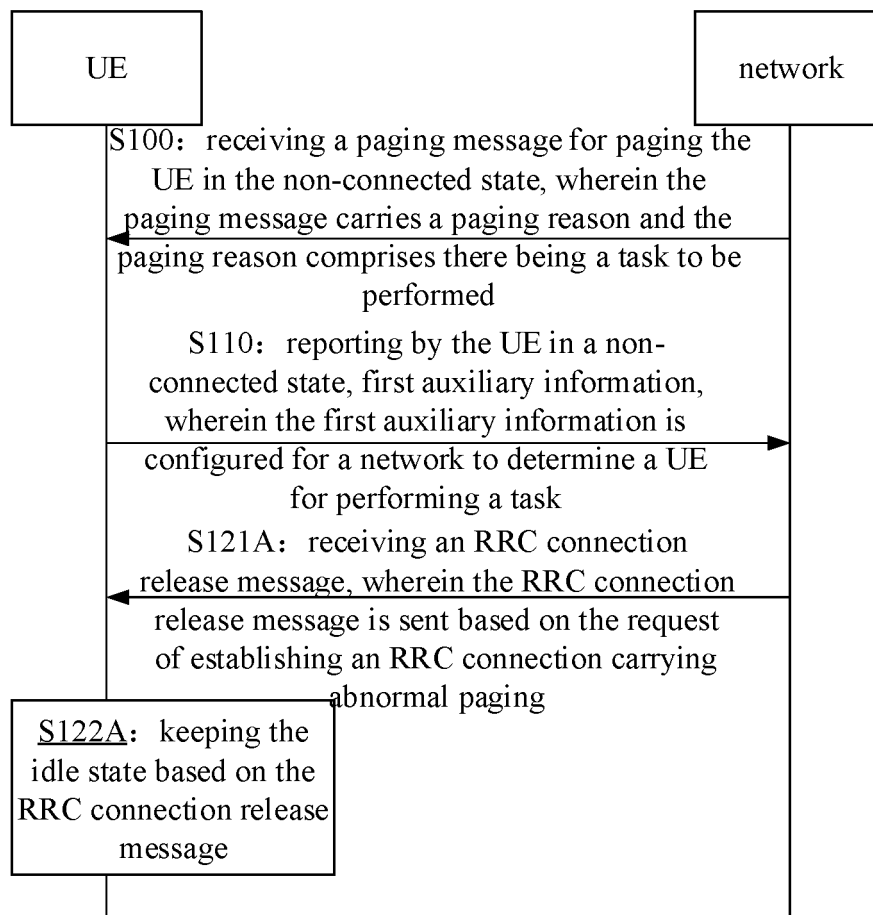 UE
network
S100：receiving a paging message for paging the
UE in the non-connected state, wherein the
paging message carries a paging reason and the
paging reason comprises there being a task to be
performed
S110：reporting by the UE in a non-
connected state, first auxiliary information,
wherein the first auxiliary information is
configured for a network to determine a UE
for performing a task
S121A：receiving an RRC connection
release message, wherein the RRC connection
release message is sent based on the request
of establishing an RRC connection carrying
abnormal paging
S122A：keeping the
idle state based on the
RRC connection release
message